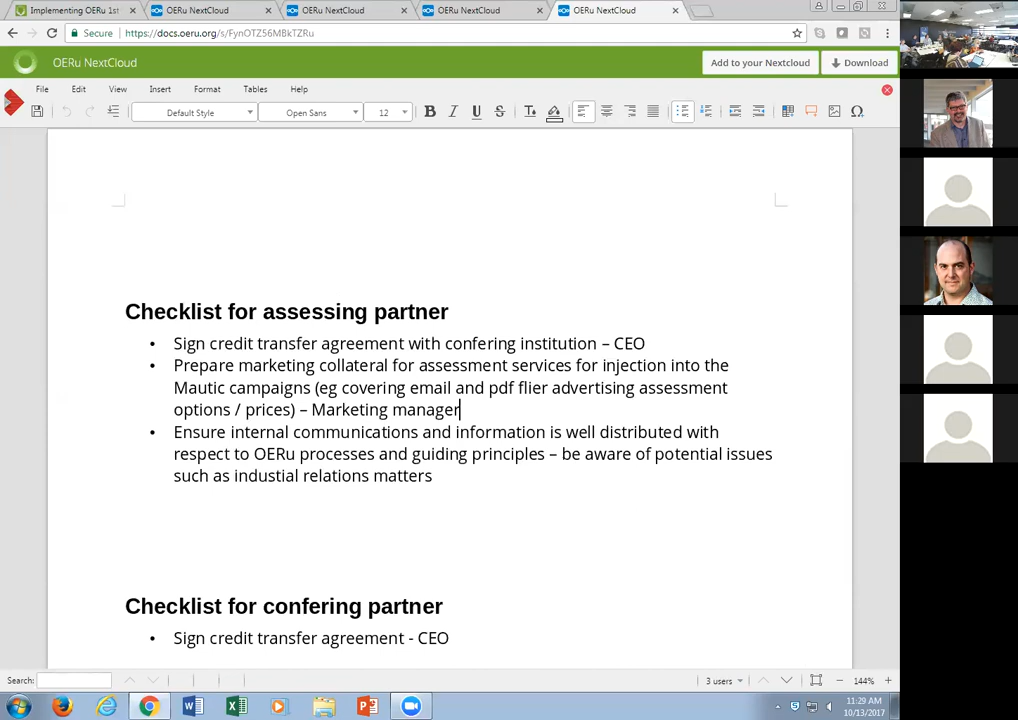 Implementing OERu 1st
OERu NextCloud
OERu NextCloud
OERu NextCloud
OERu NextCloud
Secure
https://docs.oeru.org/s/FynOTZ56MBkTZRu
OERu NextCloud
Add to your Nextcloud
Download
File Edit View Insert Format Tables Help
Default Style
Open Sans
12
Checklist for assessing partner
• Sign credit transfer agreement with confering institution – CEO
• Prepare marketing collateral for assessment services for injection into the
Mautic campaigns (eg covering email and pdf flier advertising assessment
options / prices) – Marketing manager
• Ensure internal communications and information is well distributed with
respect to OERu processes and guiding principles – be aware of potential issues
such as industial relations matters
Checklist for confering partner
• Sign credit transfer agreement - CEO
Search:
3 users
144%
11:29 AM
10/13/2017